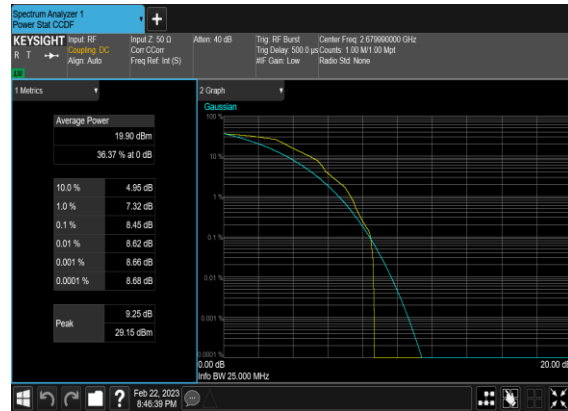 Spectrum Analyzer 1
Power Stat CCDF
KEYSIGHT
R T
Input: RF
Coupling: DC
Align: Auto
Input Z: 50 Ω
Corr CCorr
Freq Ref: Int (S)
Atten: 40 dB
Trig: RF Burst
Trig Delay: 500.0 µs
#IF Gain: Low
Center Freq: 2.679990000 GHz
Counts: 1.00 M/1.00 Mpt
Radio Std: None
1 Metrics
Average Power
19.90 dBm
36.37 % at 0 dB
10.0 % 4.95 dB
1.0 % 7.32 dB
0.1 % 8.45 dB
0.01 % 8.62 dB
0.001 % 8.66 dB
0.0001 % 8.68 dB
Peak
9.25 dB
29.15 dBm
2 Graph
Gaussian
100 %
10 %
1 %
0.1 %
0.01 %
0.001 %
0.0001 %
0.00 dB
20.00 dB
Info BW 25.000 MHz
Feb 22, 2023
8:46:39 PM